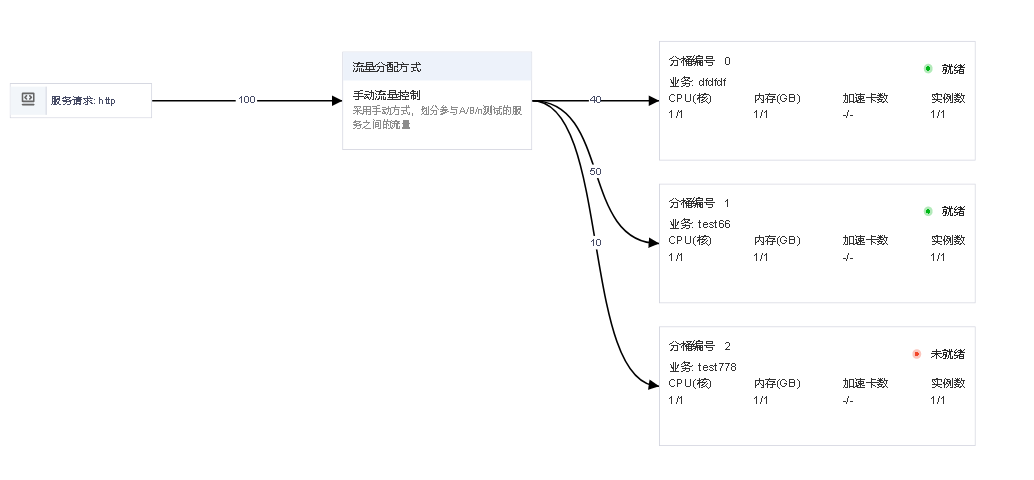 服务请求: http
100
流量分配方式
手动流量控制
采用手动方式，划分参与A/B/n测试的服
务之间的流量
40
50
10
分桶编号 0
就绪
业务: dfdfdf
CPU(核) 内存(GB) 加速卡数 实例数
1/1 1/1 -/- 1/1
分桶编号 1
就绪
业务: test66
CPU(核) 内存(GB) 加速卡数 实例数
1/1 1/1 -/- 1/1
分桶编号 2
未就绪
业务: test778
CPU(核) 内存(GB) 加速卡数 实例数
1/1 1/1 -/- 1/1